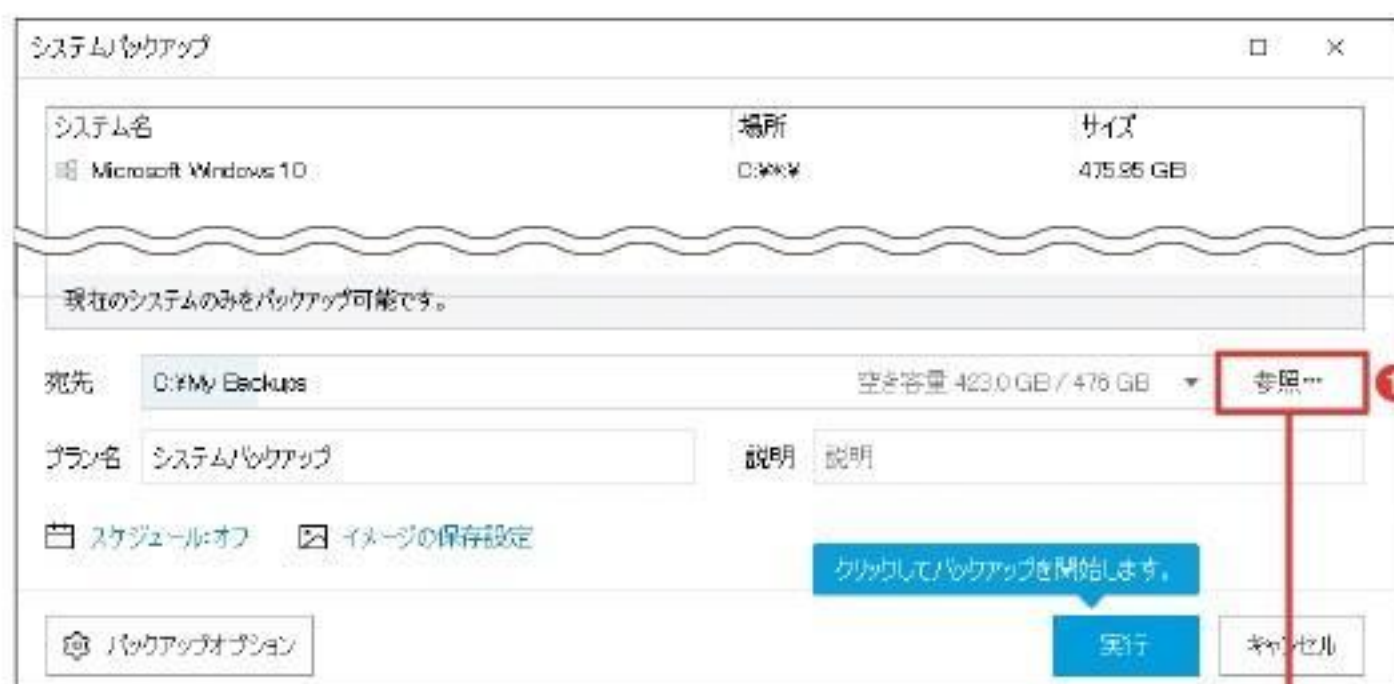 システムバックアップ
システム名 場所 サイズ
Microsoft Windows 10 C:¥*:¥ 475.95 GB
現在のシステムのみをバックアップ可能です。
宛先 C:¥My Backups 空き容量 423.0 GB / 476 GB 参照… 1
プラン名 システムバックアップ 説明 説明
スケジュール:オフ イメージの保存設定
クリックしてバックアップを開始します。
バックアップオプション 実行 キャンセル